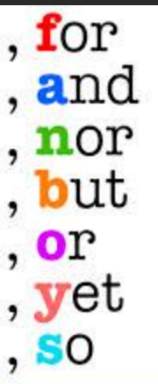 , for
, and
, nor
, but
, or
, yet
, so